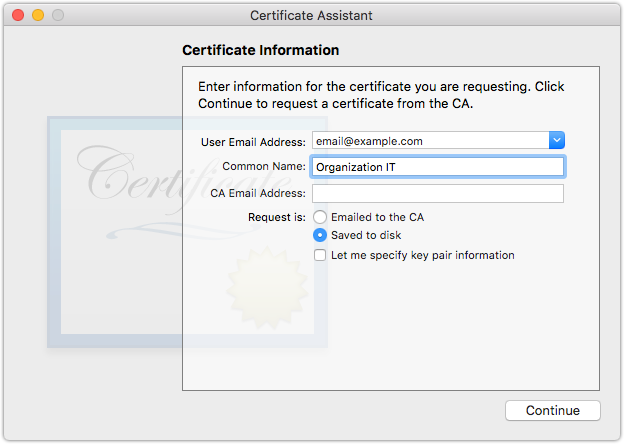 Certificate Assistant
Certificate Information
Enter information for the certificate you are requesting. Click
Continue to request a certificate from the CA.
Certificate
User Email Address: email@example.com
Common Name: Organization IT
CA Email Address:
Request is: Emailed to the CA
Saved to disk
Let me specify key pair information
Continue